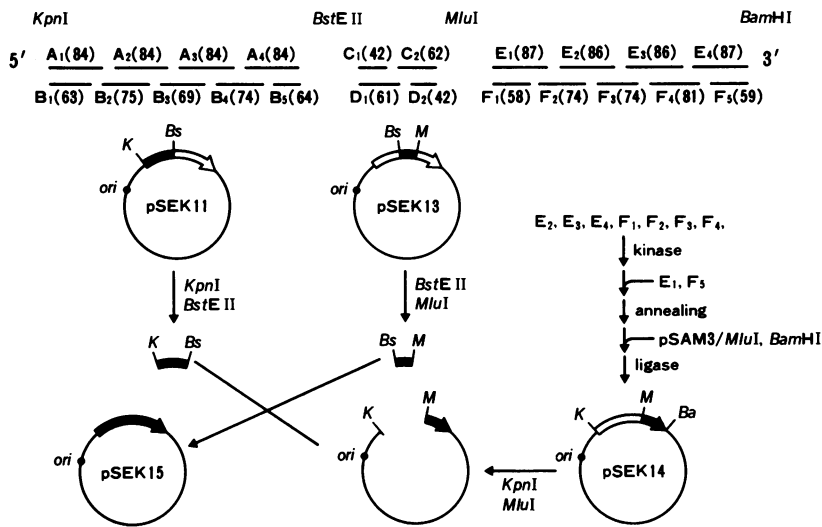 KpnI BstE II MluI BamHI
A₁(84) A₂(84) A₃(84) A₄(84) C₁(42) C₂(62) E₁(87) E₂(86) E₃(86) E₄(87)
5′ 3′
B₁(63) B₂(75) B₃(69) B₄(74) B₅(64) D₁(61) D₂(42) F₁(58) F₂(74) F₃(74) F₄(81) F₅(59)
K Bs
ori
pSEK11
Bs M
ori
pSEK13
E₂, E₃, E₄, F₁, F₂, F₃, F₄,
kinase
E₁, F₅
annealing
pSAM3/MluI, BamHI
ligase
KpnI
BstE II
BstE II
MluI
K Bs
Bs M
ori
pSEK15
K M
ori
KpnI
MluI
K M Ba
ori
pSEK14